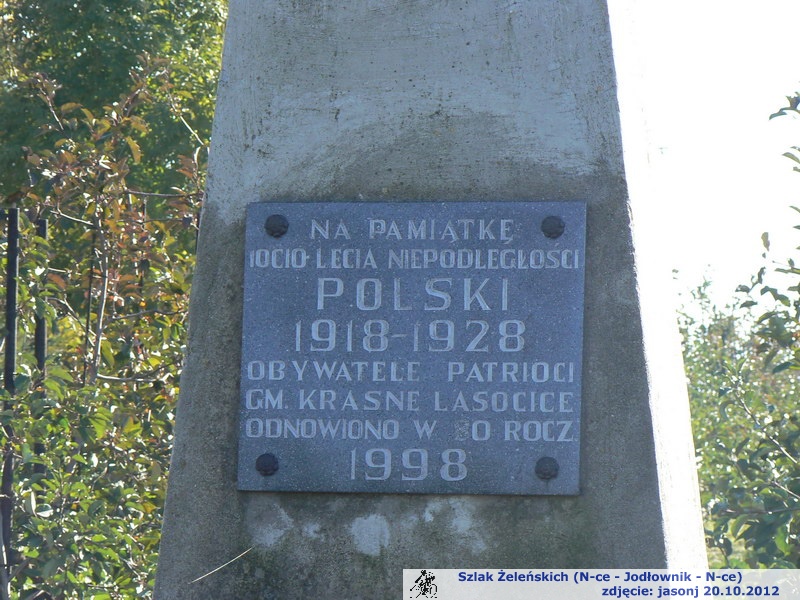 NA PAMIĄTKĘ
10CIO LECIA NIEPODLEGŁOŚCI
POLSKI
1918-1928
OBYWATELE PATRIOCI
GM. KRASNE LASOCICE
ODNOWIONO W 80 ROCZ.
1998
Szlak Żeleńskich (N-ce - Jodłownik - N-ce)
zdjęcie: jasonj 20.10.2012